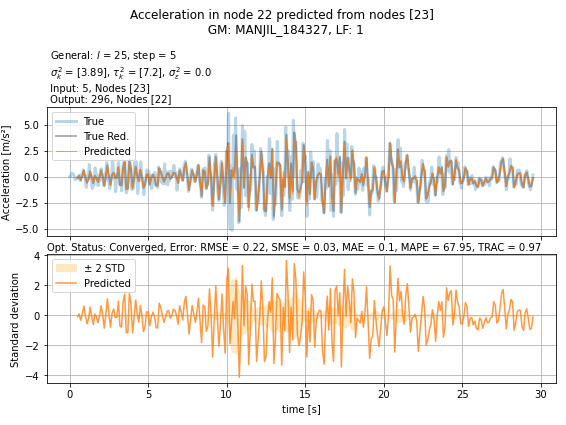 Acceleration in node 22 predicted from nodes [23]
GM: MANJIL_184327, LF: 1
General: l = 25, step = 5
σ²ₖ = [3.89], τ²ₖ = [7.2], σ²ε = 0.0
Input: 5, Nodes [23]
Output: 296, Nodes [22]
Acceleration [m/s²]
5.0
2.5
0.0
−2.5
−5.0
True
True Red.
Predicted
Opt. Status: Converged, Error: RMSE = 0.22, SMSE = 0.03, MAE = 0.1, MAPE = 67.95, TRAC = 0.97
Standard deviation
4
2
0
−2
−4
± 2 STD
Predicted
0 5 10 15 20 25 30
time [s]